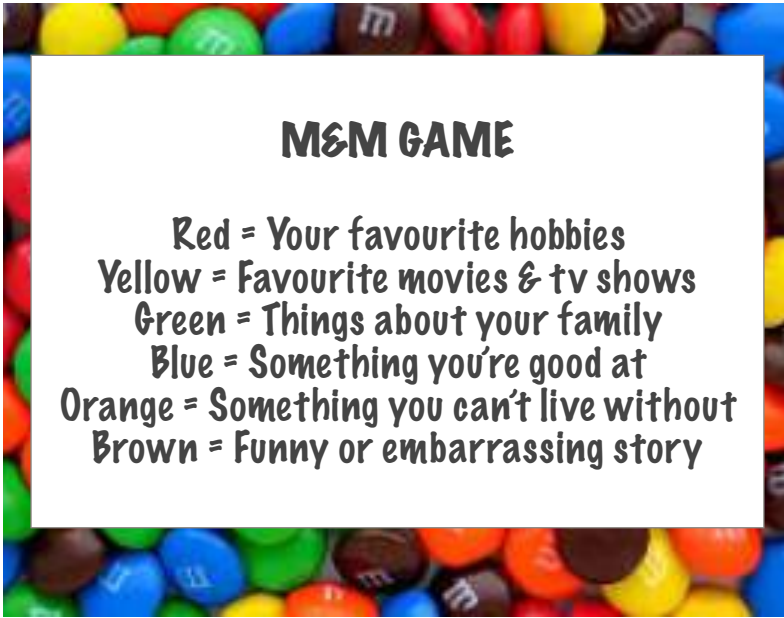 M&M GAME
Red = Your favourite hobbies
Yellow = Favourite movies & tv shows
Green = Things about your family
Blue = Something you're good at
Orange = Something you can't live without
Brown = Funny or embarrassing story
m
m
m
m
m